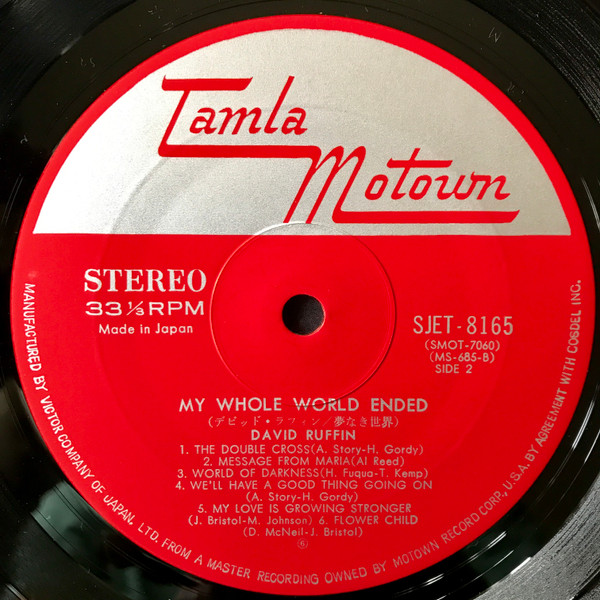 Tamla
Motown
STEREO
33 ⅓ RPM
Made in Japan
SJET-8165
(SMOT-7060)
(MS-685-B)
SIDE 2
MY WHOLE WORLD ENDED
(デビッド・ラフィン/夢なき世界)
DAVID RUFFIN
1. THE DOUBLE CROSS(A. Story-H. Gordy)
2. MESSAGE FROM MARIA(Al Reed)
3. WORLD OF DARKNESS(H. Fuqua-T. Kemp)
4. WE'LL HAVE A GOOD THING GOING ON
(A. Story-H. Gordy)
5. MY LOVE IS GROWING STRONGER
(J. Bristol-M. Johnson) 6. FLOWER CHILD
(D. McNeil-J. Bristol)
MANUFACTURED BY VICTOR COMPANY OF JAPAN, LTD. FROM A MASTER RECORDING OWNED BY MOTOWN RECORD CORP., U.S.A. BY AGREEMENT WITH COSDEL INC.